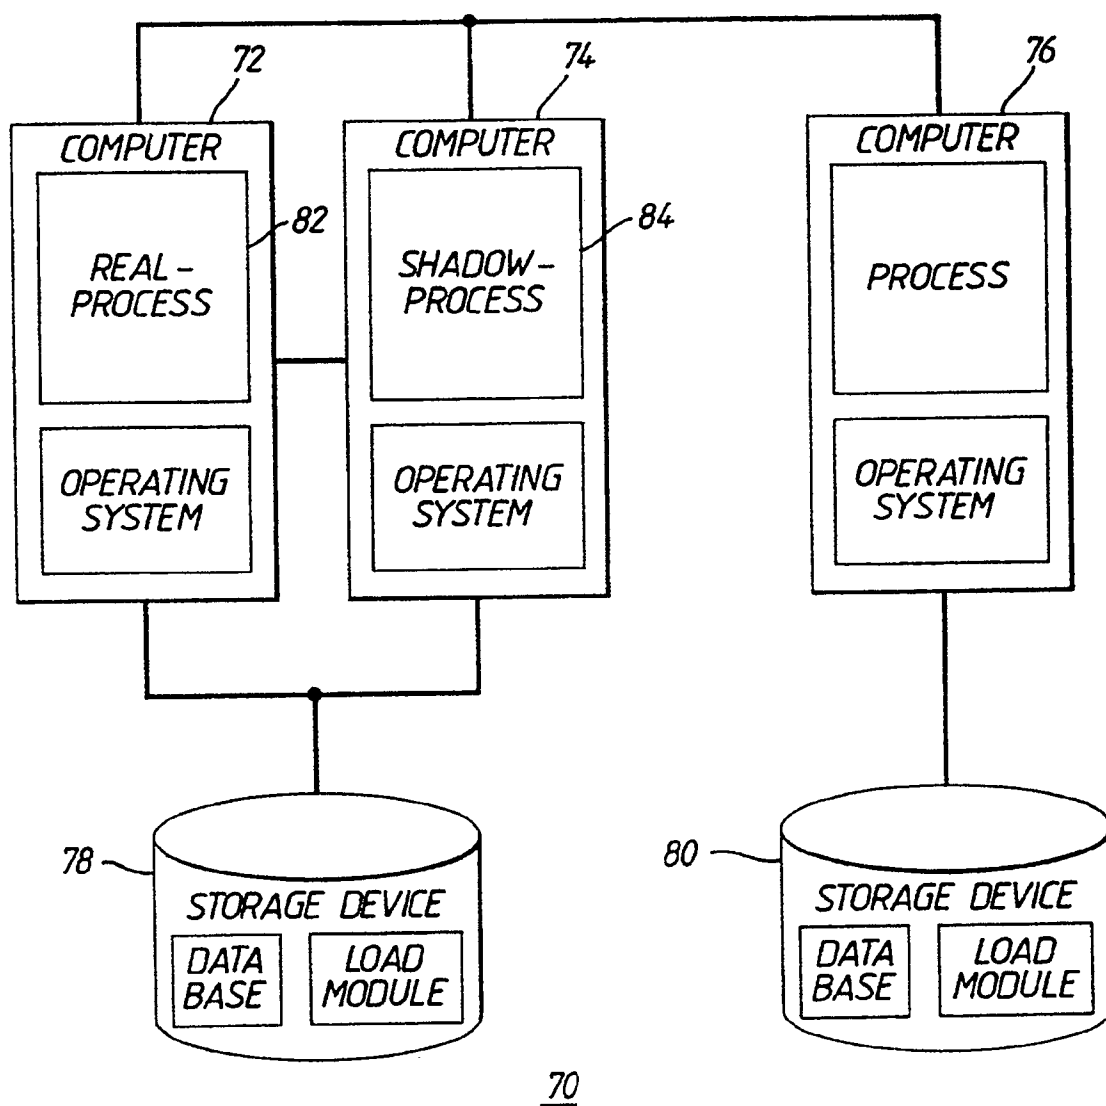 72
74
76
COMPUTER
COMPUTER
COMPUTER
82
84
REAL-
PROCESS
SHADOW-
PROCESS
PROCESS
OPERATING
SYSTEM
OPERATING
SYSTEM
OPERATING
SYSTEM
78
80
STORAGE DEVICE
DATA
BASE
LOAD
MODULE
STORAGE DEVICE
DATA
BASE
LOAD
MODULE
70